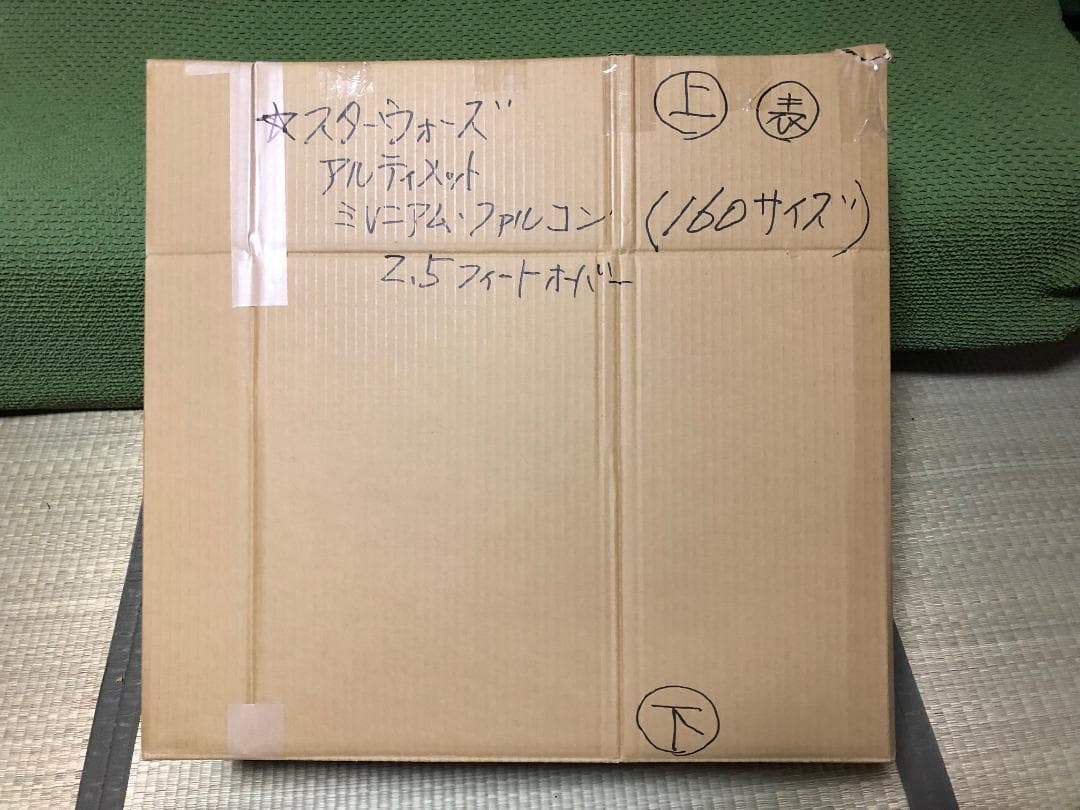 ☆スターウォーズ
アルティメット
ミレニアム・ファルコン
2.5フィートオーバー
上 表
(160サイズ)
下